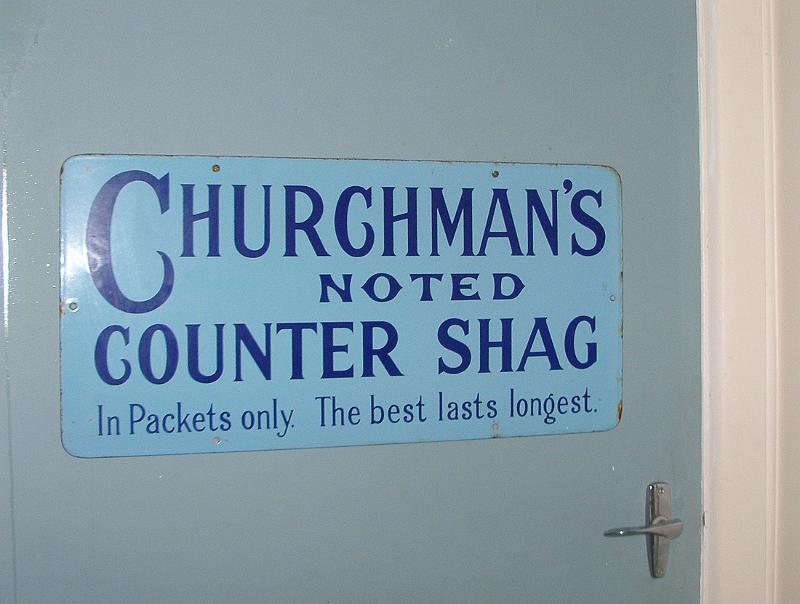 CHURCHMAN'S
NOTED
COUNTER SHAG
In Packets only. The best lasts longest.